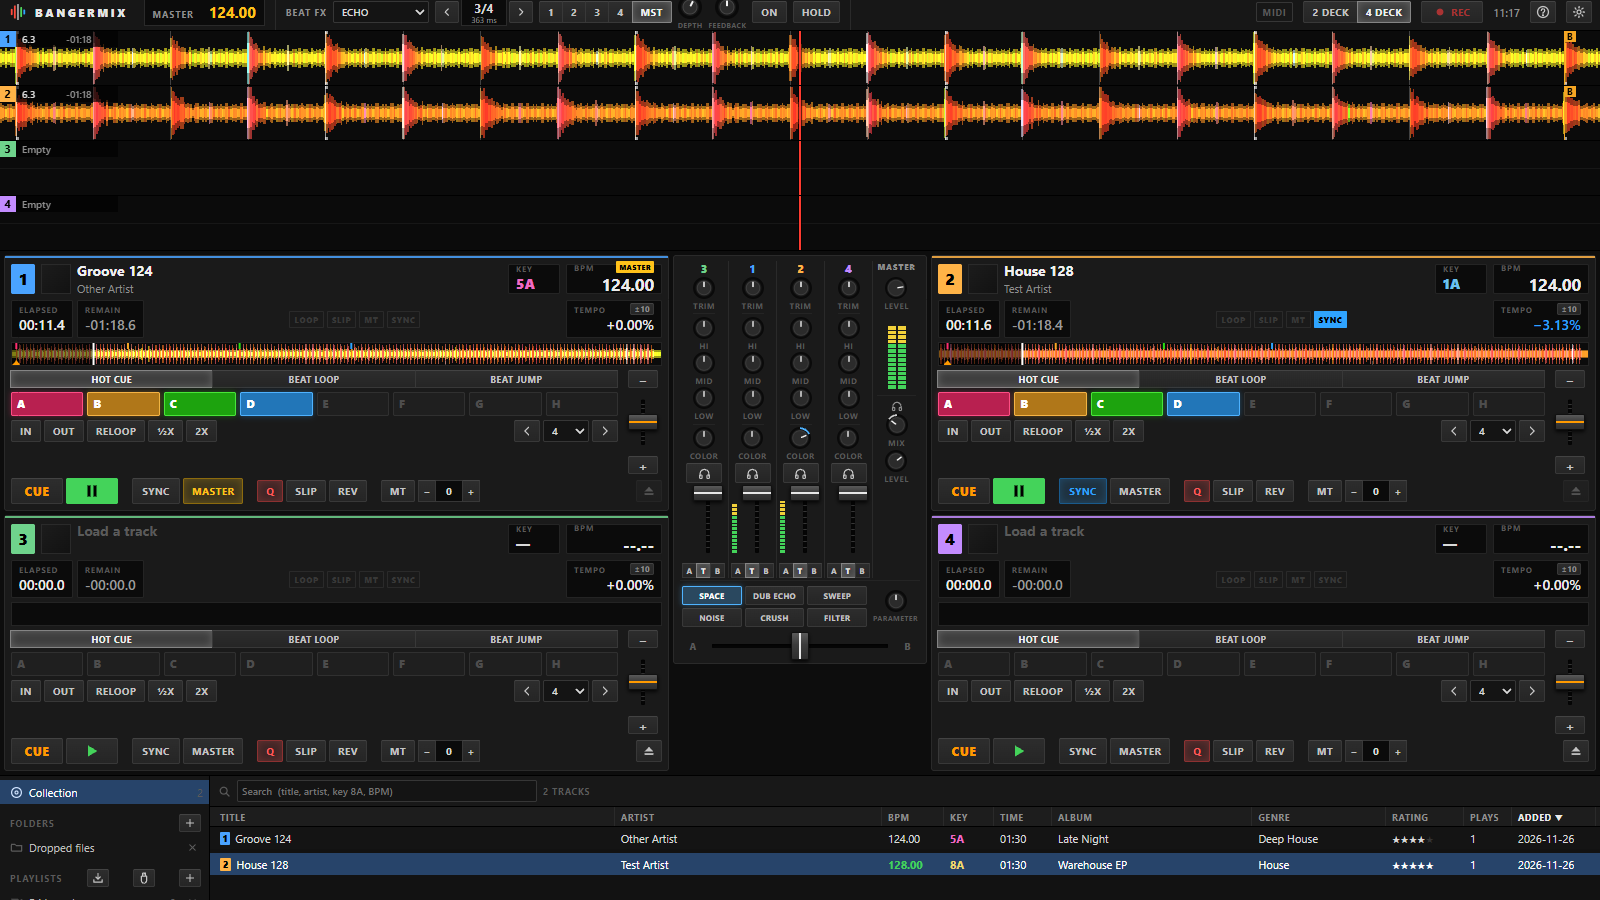 BANGERMIX MASTER 124.00 BEAT FX ECHO 3/4 363 ms 1 2 3 4 MST DEPTH FEEDBACK ON HOLD MIDI 2 DECK 4 DECK REC 11:17
1 6.3 -01:18 B
2 6.3 -01:18 B
3 Empty
4 Empty
1 Groove 124 KEY 5A BPM MASTER 124.00
Other Artist
ELAPSED 00:11.4 REMAIN -01:18.6 LOOP SLIP MT SYNC TEMPO ±10 +0.00%
HOT CUE BEAT LOOP BEAT JUMP –
A B C D E F G H
IN OUT RELOOP ½X 2X 4
+
CUE SYNC MASTER Q SLIP REV MT – 0 +
3 Load a track KEY — BPM --.--
ELAPSED 00:00.0 REMAIN -00:00.0 LOOP SLIP MT SYNC TEMPO ±10 +0.00%
HOT CUE BEAT LOOP BEAT JUMP –
A B C D E F G H
IN OUT RELOOP ½X 2X 4
+
CUE SYNC MASTER Q SLIP REV MT – 0 +
3 1 2 4 MASTER
TRIM TRIM TRIM TRIM LEVEL
HI HI HI HI
MID MID MID MID
LOW LOW LOW LOW
MIX
COLOR COLOR COLOR COLOR
LEVEL
A T B A T B A T B A T B
SPACE DUB ECHO SWEEP
NOISE CRUSH FILTER PARAMETER
A B
2 House 128 KEY 1A BPM 124.00
Test Artist
ELAPSED 00:11.6 REMAIN -01:18.4 LOOP SLIP MT SYNC TEMPO ±10 −3.13%
HOT CUE BEAT LOOP BEAT JUMP –
A B C D E F G H
IN OUT RELOOP ½X 2X 4
+
CUE SYNC MASTER Q SLIP REV MT – 0 +
4 Load a track KEY — BPM --.--
ELAPSED 00:00.0 REMAIN -00:00.0 LOOP SLIP MT SYNC TEMPO ±10 +0.00%
HOT CUE BEAT LOOP BEAT JUMP –
A B C D E F G H
IN OUT RELOOP ½X 2X 4
+
CUE SYNC MASTER Q SLIP REV MT – 0 +
Collection 2
FOLDERS +
Dropped files ×
PLAYLISTS +
Search (title, artist, key 8A, BPM) 2 TRACKS
TITLE ARTIST BPM KEY TIME ALBUM GENRE RATING PLAYS ADDED ▼
1 Groove 124 Other Artist 124.00 5A 01:30 Late Night Deep House ★★★★★ 1 2026-11-26
2 House 128 Test Artist 128.00 8A 01:30 Warehouse EP House ★★★★★ 1 2026-11-26